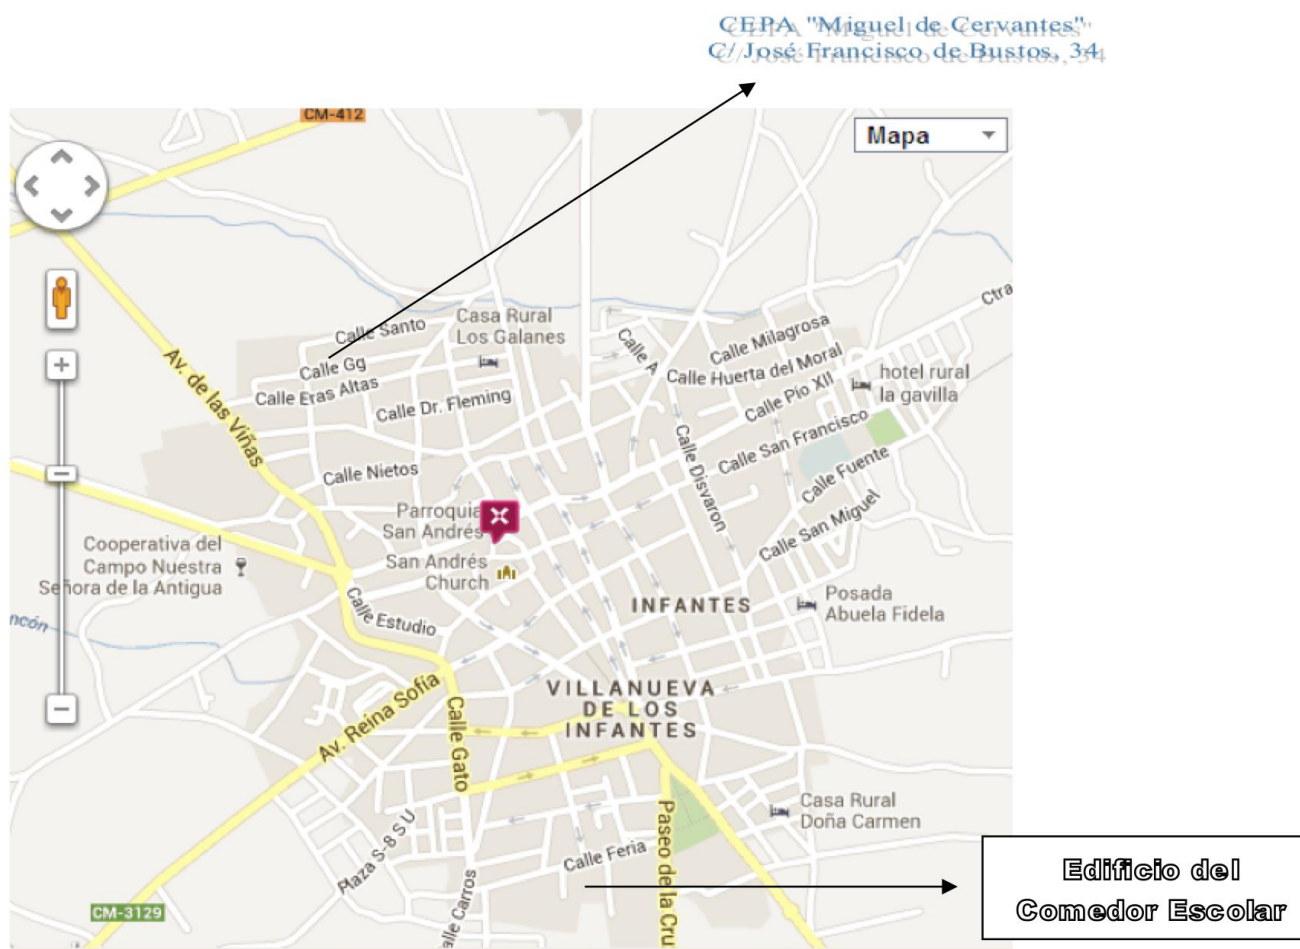 CEPA "Miguel de Cervantes"
C/ José Francisco de Bustos, 34
CM-412
Mapa
Ctra
Casa Rural
Los Galanes
Calle Santo
Calle A
Calle Milagrosa
Calle Gg
Calle Huerta del Moral
Calle Eras Altas
Calle Pío XII
hotel rural
la gavilla
Av. de las Viñas
Calle Dr. Fleming
Calle San Francisco
Calle Disvaron
Calle Nietos
Calle Fuente
Calle San Miguel
Parroquia
San Andrés
Cooperativa del
Campo Nuestra
Señora de la Antigua
San Andrés
Church
INFANTES
Posada
Abuela Fidela
ncón
Calle Estudio
VILLANUEVA
DE LOS
INFANTES
Av. Reina Sofía
Calle Gato
Casa Rural
Doña Carmen
Plaza S-8 S U
Calle Feria
Paseo de la Cru
alle Carros
CM-3129
Edificio del
Comedor Escolar